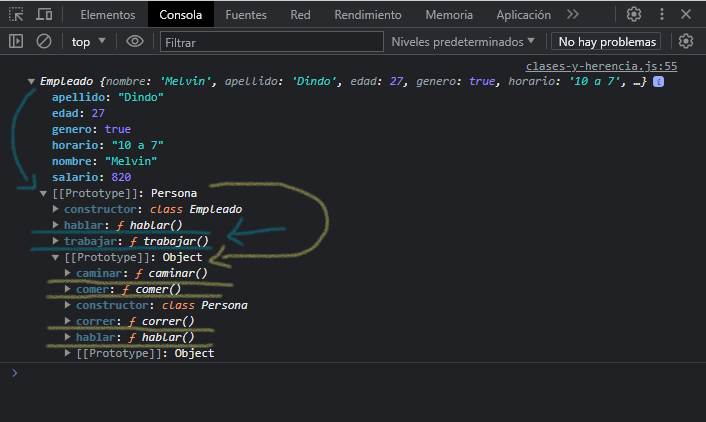 Elementos Consola Fuentes Red Rendimiento Memoria Aplicación
top Filtrar Niveles predeterminados No hay problemas
clases-y-herencia.js:55
Empleado {nombre: 'Melvin', apellido: 'Dindo', edad: 27, genero: true, horario: '10 a 7', …}
apellido: "Dindo"
edad: 27
genero: true
horario: "10 a 7"
nombre: "Melvin"
salario: 820
[[Prototype]]: Persona
constructor: class Empleado
hablar: ƒ hablar()
trabajar: ƒ trabajar()
[[Prototype]]: Object
caminar: ƒ caminar()
comer: ƒ comer()
constructor: class Persona
correr: ƒ correr()
hablar: ƒ hablar()
[[Prototype]]: Object